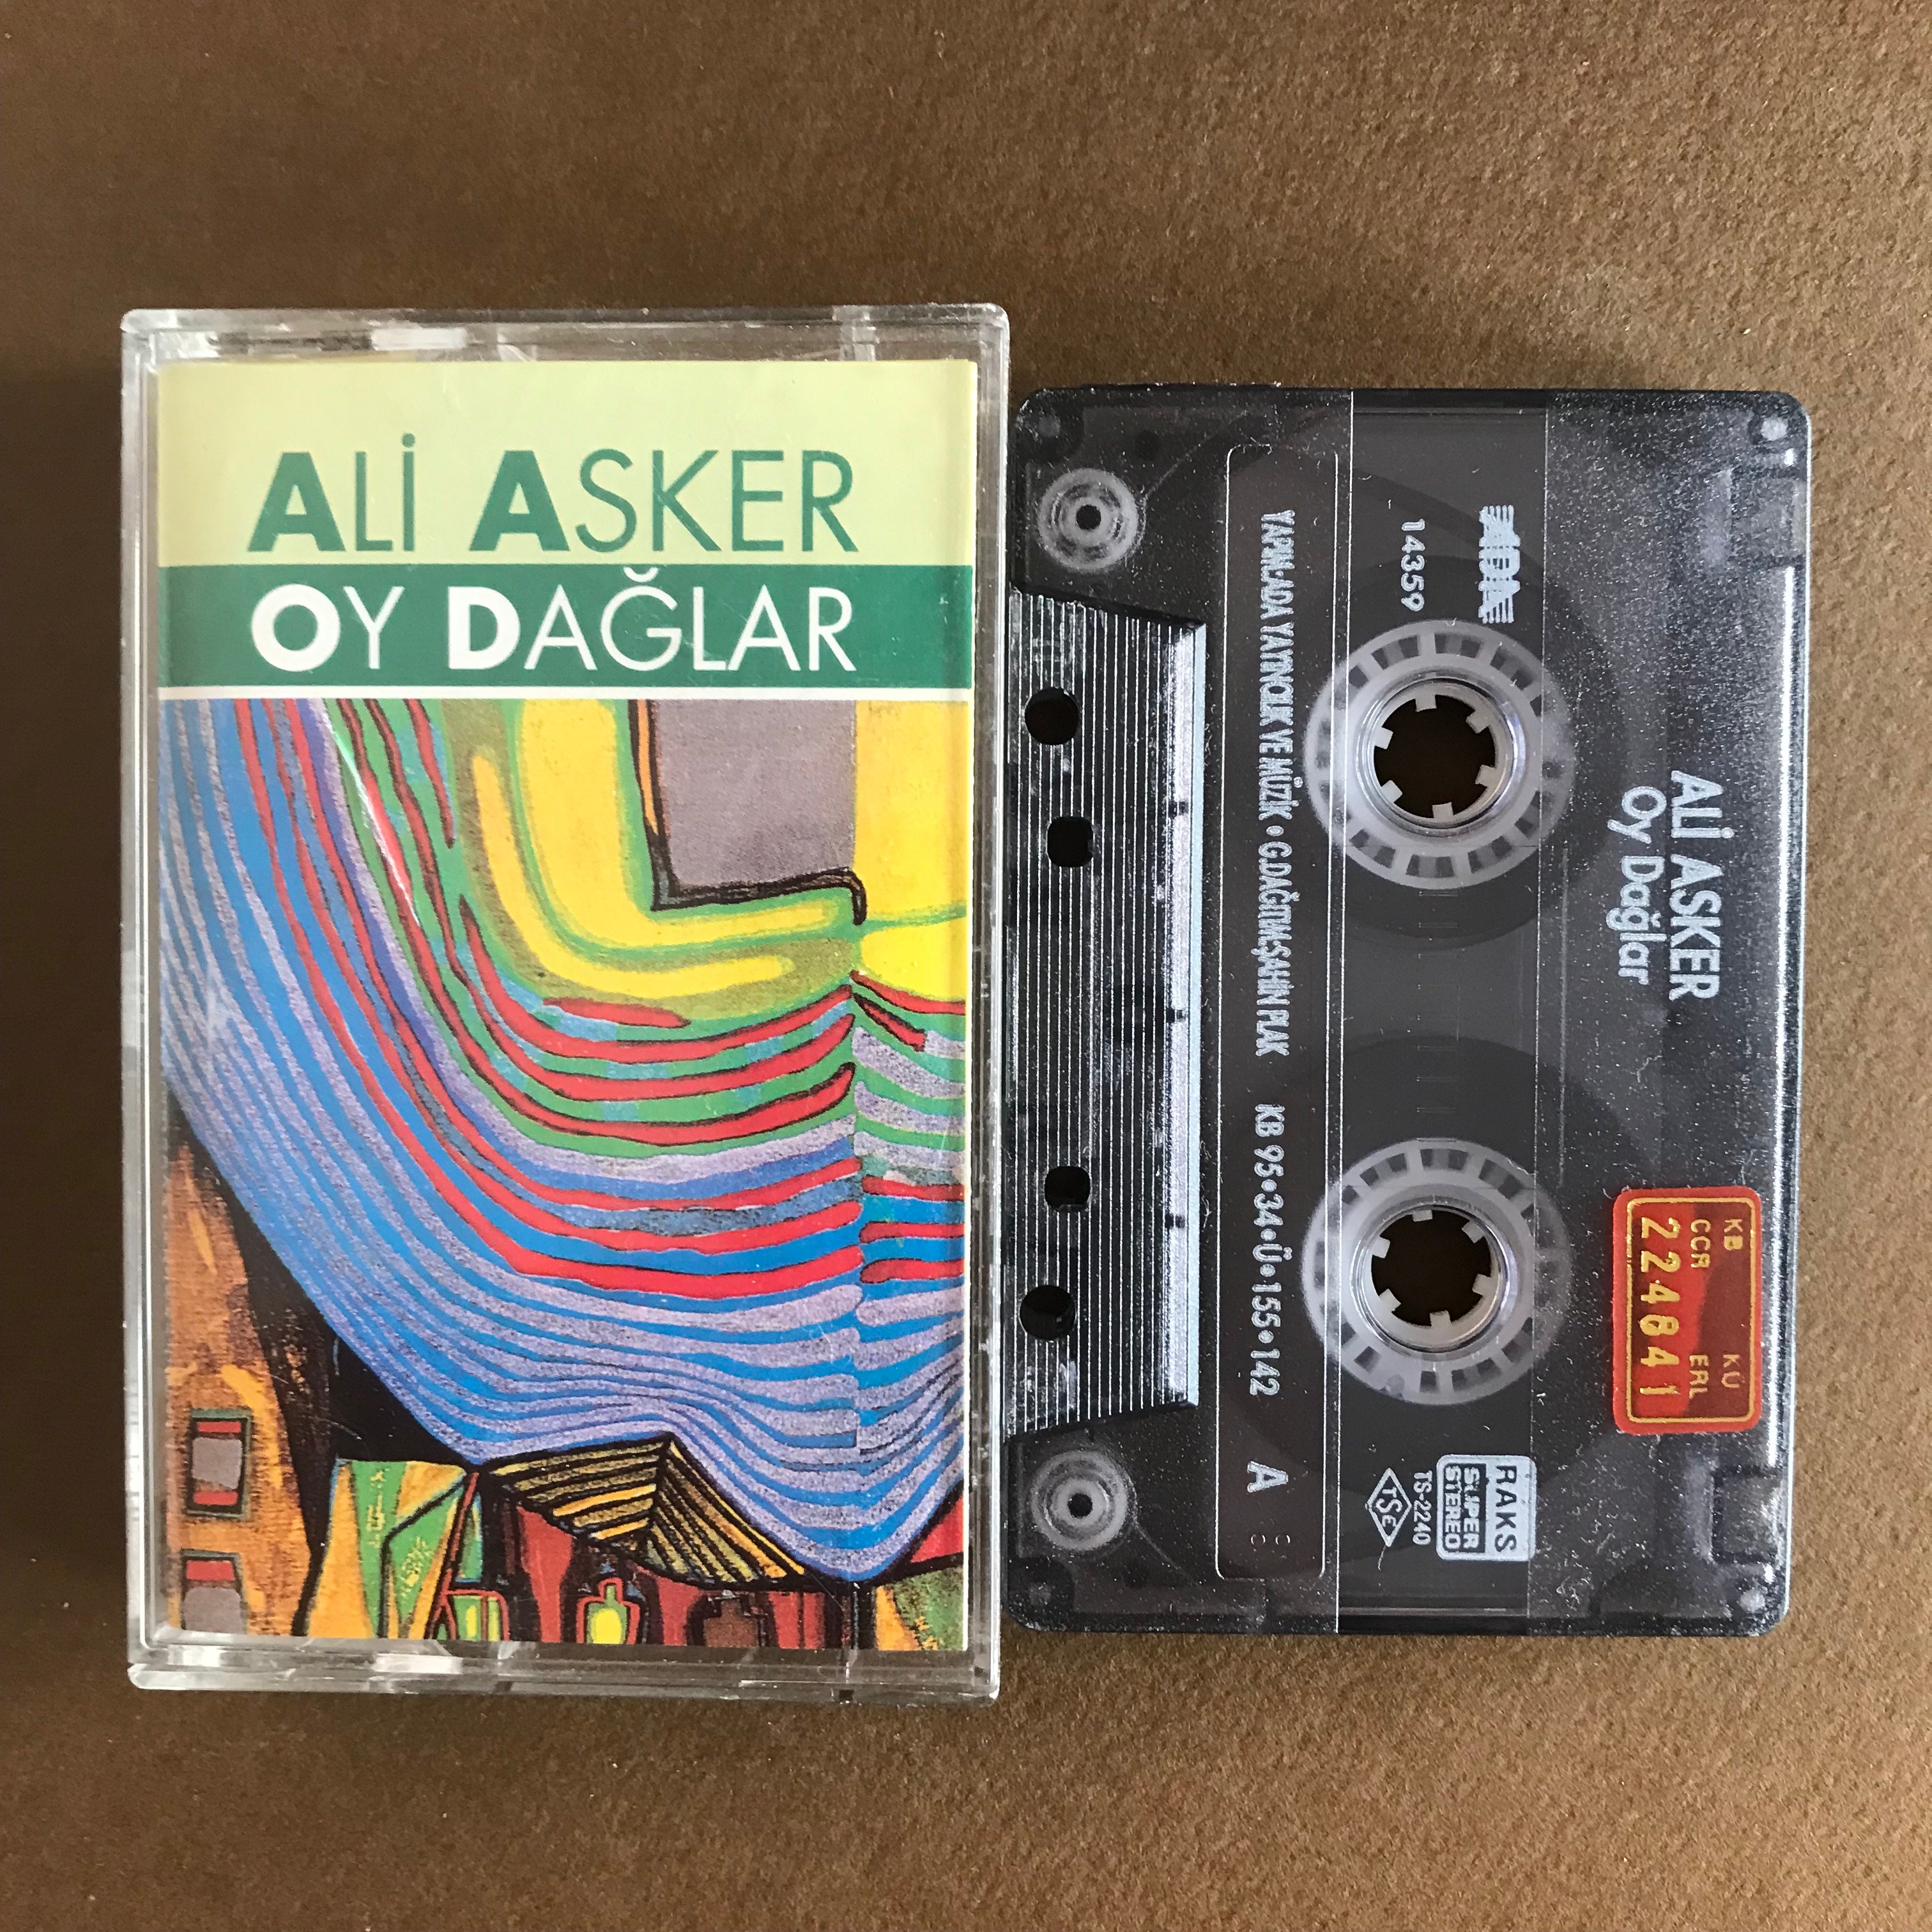 ALİ ASKER
OY DAĞLAR
ALİ ASKER
Oy Dağlar
ADA
14359
YAPIM:ADA YAYINCILIK VE MÜZİK • G.DAĞITIM:ŞAHİN PLAK KB 95•34•Ü•155•142 A
RAKS
SUPER
STEREO
TS-2240
TSE
KB KÜ
CCR ERL
224841